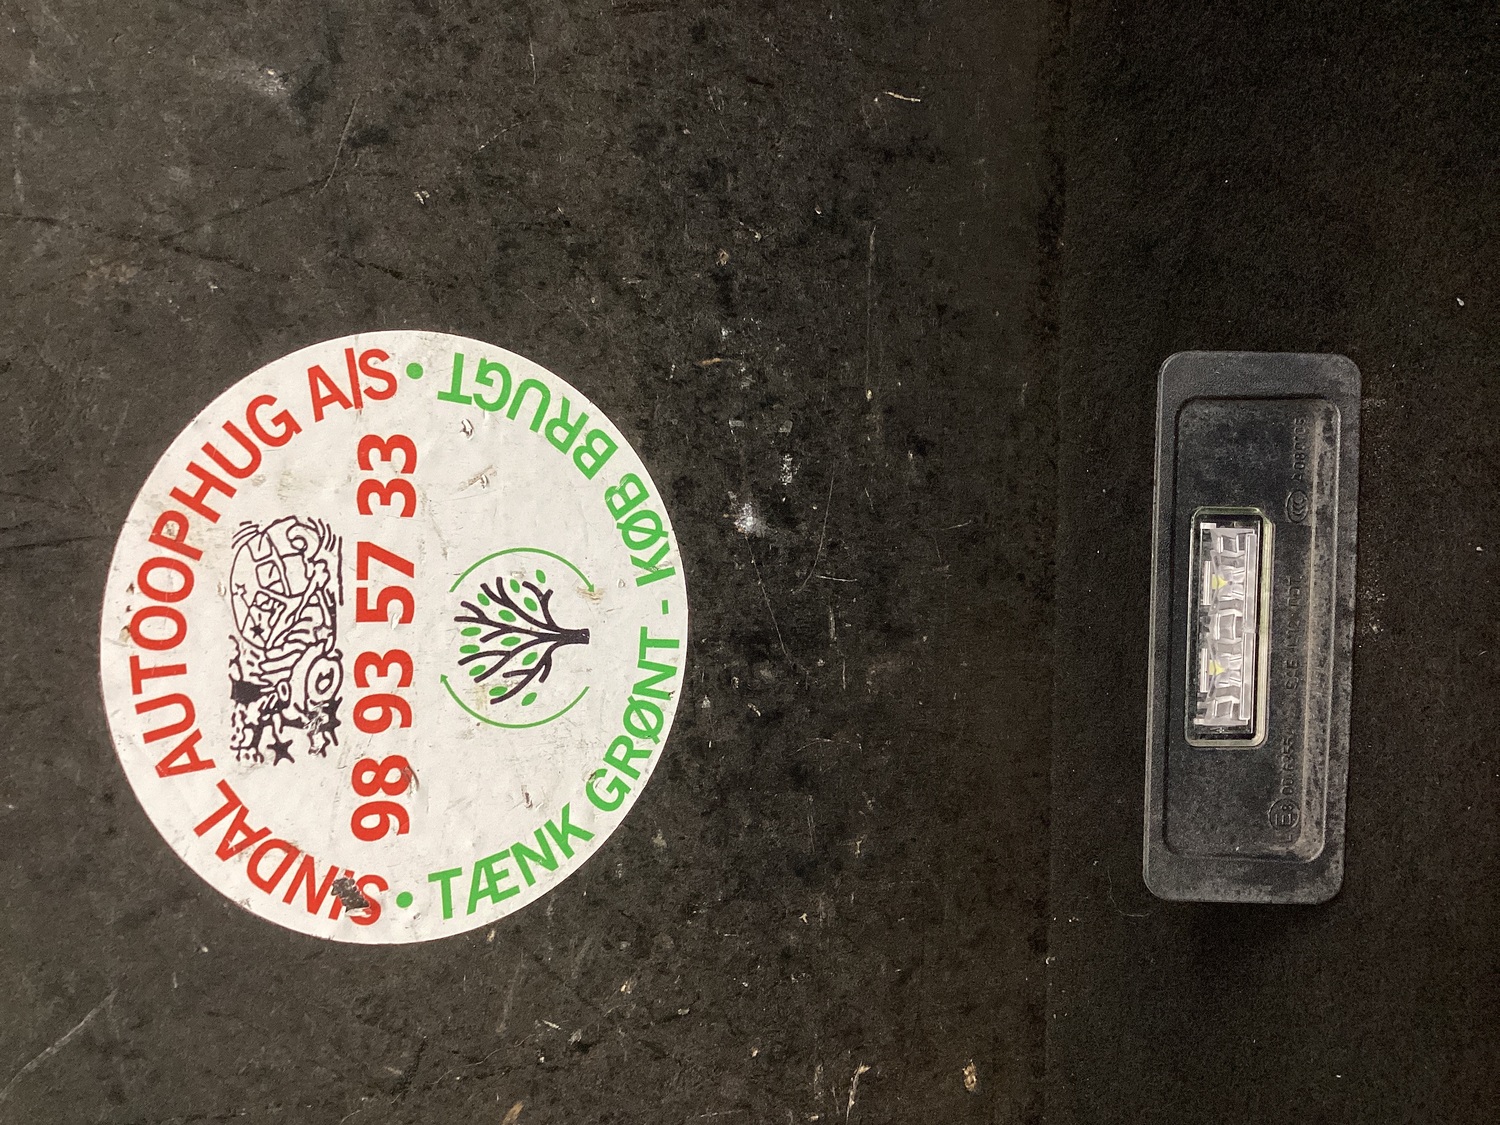 SINDAL AUTOOPHUG A/S
98 93 57 33
• TÆNK GRØNT - KØB BRUGT •